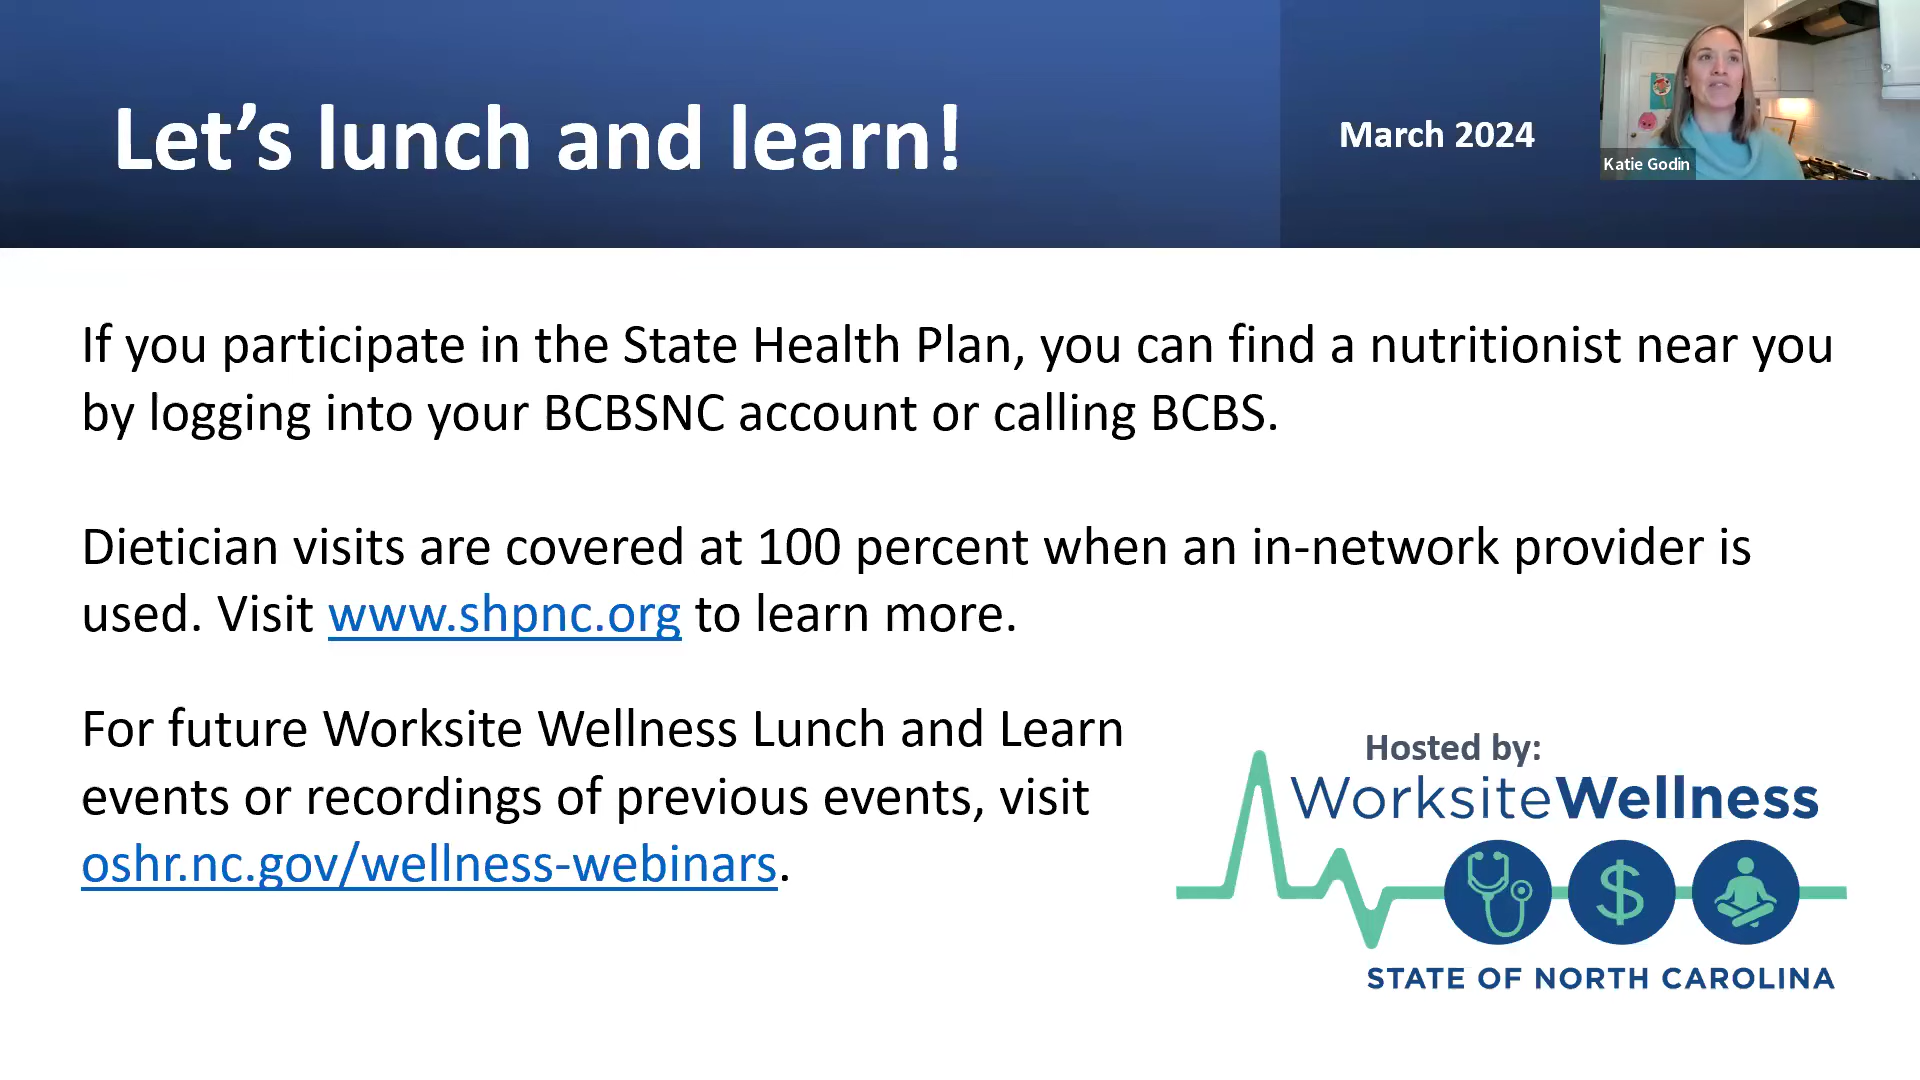 Let’s lunch and learn!
March 2024
Katie Godin
If you participate in the State Health Plan, you can find a nutritionist near you
by logging into your BCBSNC account or calling BCBS.
Dietician visits are covered at 100 percent when an in-network provider is
used. Visit www.shpnc.org to learn more.
For future Worksite Wellness Lunch and Learn
events or recordings of previous events, visit
oshr.nc.gov/wellness-webinars.
Hosted by:
WorksiteWellness
$
STATE OF NORTH CAROLINA